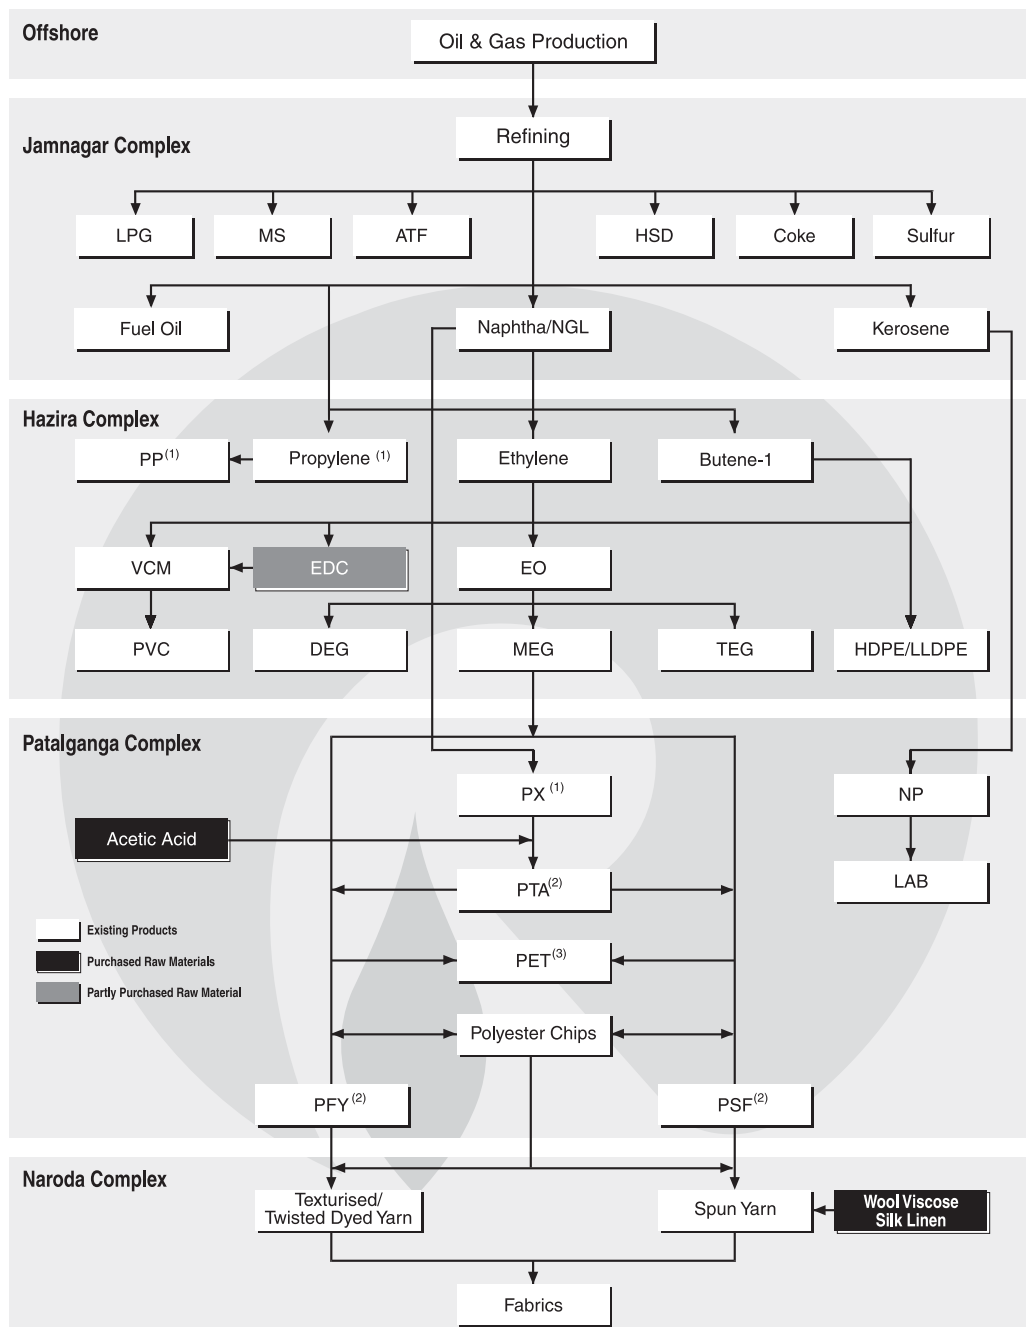 Offshore
Oil & Gas Production
Jamnagar Complex
Refining
LPG
MS
ATF
HSD
Coke
Sulfur
Fuel Oil
Naphtha/NGL
Kerosene
Hazira Complex
PP(1)
Propylene (1)
Ethylene
Butene-1
VCM
EDC
EO
PVC
DEG
MEG
TEG
HDPE/LLDPE
Patalganga Complex
PX (1)
NP
Acetic Acid
PTA(2)
LAB
Existing Products
Purchased Raw Materials
Partly Purchased Raw Material
PET(3)
Polyester Chips
PFY(2)
PSF(2)
Naroda Complex
Texturised/
Twisted Dyed Yarn
Spun Yarn
Wool Viscose
Silk Linen
Fabrics